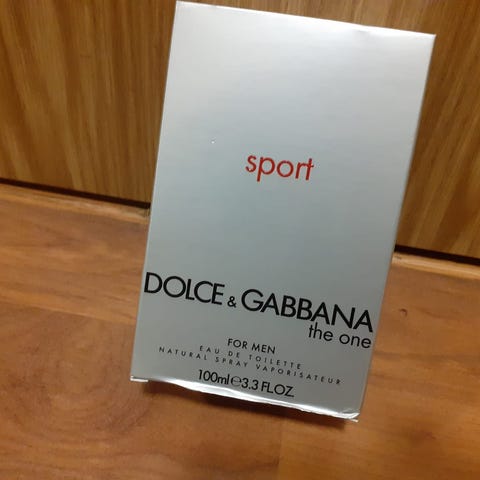 sport
DOLCE & GABBANA
the one
FOR MEN
EAU DE TOILETTE
NATURAL SPRAY VAPORISATEUR
100ml℮3.3 FL.OZ.